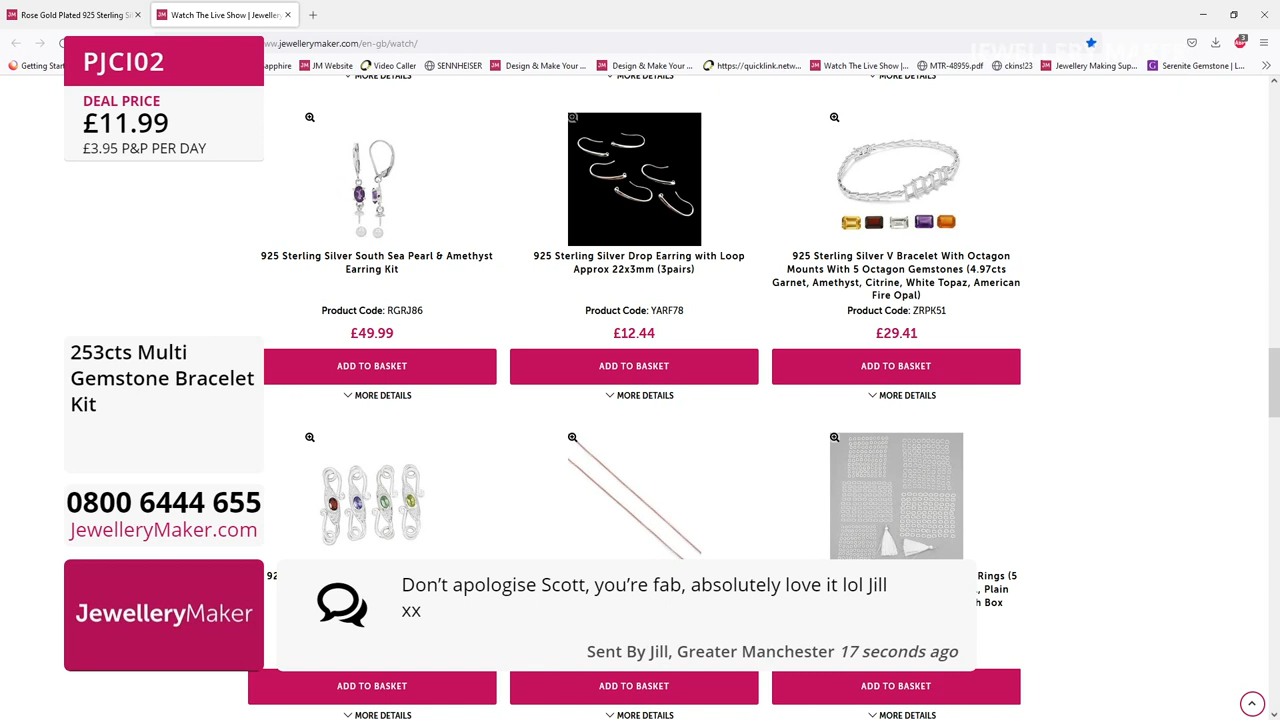 Rose Gold Plated 925 Sterling Sil
Watch The Live Show | Jewellery
ww.jewellerymaker.com/en-gb/watch/
JEWELLERYMAKER
Getting Star
apphire
JM Website
Video Caller
SENNHEISER
Design & Make Your ...
Design & Make Your ...
https://quicklink.netw...
Watch The Live Show |...
MTR-48959.pdf
ckins!23
Jewellery Making Sup...
Serenite Gemstone | L...
PJCI02
DEAL PRICE
£11.99
£3.95 P&P PER DAY
MORE DETAILS
MORE DETAILS
MORE DETAILS
925 Sterling Silver South Sea Pearl & Amethyst
Earring Kit
Product Code: RGRJ86
£49.99
ADD TO BASKET
MORE DETAILS
925 Sterling Silver Drop Earring with Loop
Approx 22x3mm (3pairs)
Product Code: YARF78
£12.44
ADD TO BASKET
MORE DETAILS
925 Sterling Silver V Bracelet With Octagon
Mounts With 5 Octagon Gemstones (4.97cts
Garnet, Amethyst, Citrine, White Topaz, American
Fire Opal)
Product Code: ZRPK51
£29.41
ADD TO BASKET
MORE DETAILS
253cts Multi
Gemstone Bracelet
Kit
0800 6444 655
JewelleryMaker.com
JewelleryMaker
92
Rings (5
, Plain
h Box
Don't apologise Scott, you're fab, absolutely love it lol Jill
xx
Sent By Jill, Greater Manchester 17 seconds ago
ADD TO BASKET
ADD TO BASKET
ADD TO BASKET
MORE DETAILS
MORE DETAILS
MORE DETAILS